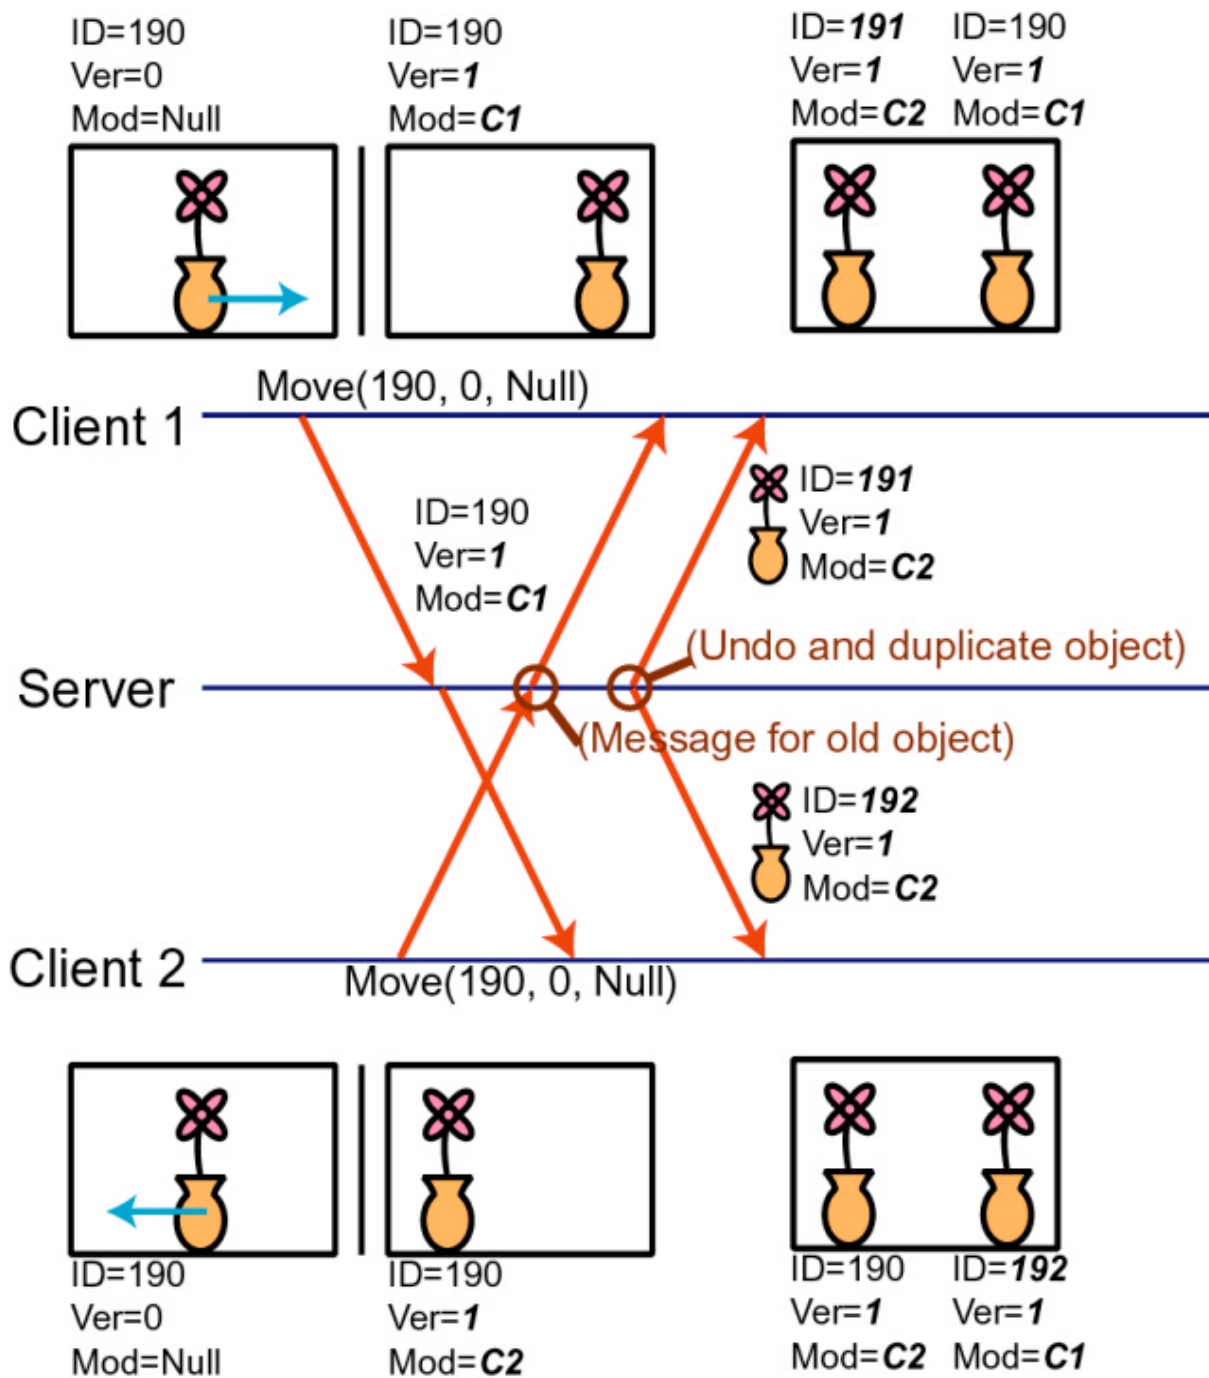 ID=190
Ver=0
Mod=Null
ID=190
Ver=1
Mod=C1
ID=191
Ver=1
Mod=C2
ID=190
Ver=1
Mod=C1
Move(190, 0, Null)
Client 1
ID=190
Ver=1
Mod=C1
ID=191
Ver=1
Mod=C2
(Undo and duplicate object)
Server
(Message for old object)
ID=192
Ver=1
Mod=C2
Client 2
Move(190, 0, Null)
ID=190
Ver=0
Mod=Null
ID=190
Ver=1
Mod=C2
ID=190
Ver=1
Mod=C2
ID=192
Ver=1
Mod=C1